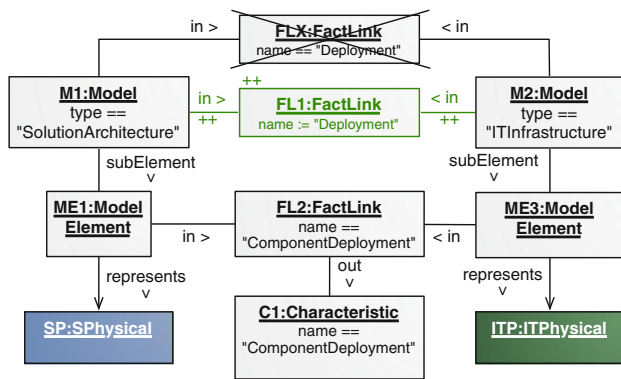 in >
FLX:FactLink
name == "Deployment"
< in
M1:Model
type ==
"SolutionArchitecture"
in >
++
++
FL1:FactLink
name := "Deployment"
< in
++
M2:Model
type ==
"ITInfrastructure"
subElement
v
subElement
v
ME1:Model
Element
in >
FL2:FactLink
name ==
"ComponentDeployment"
< in
ME3:Model
Element
represents
v
out
v
represents
v
SP:SPhysical
C1:Characteristic
name ==
"ComponentDeployment"
ITP:ITPhysical